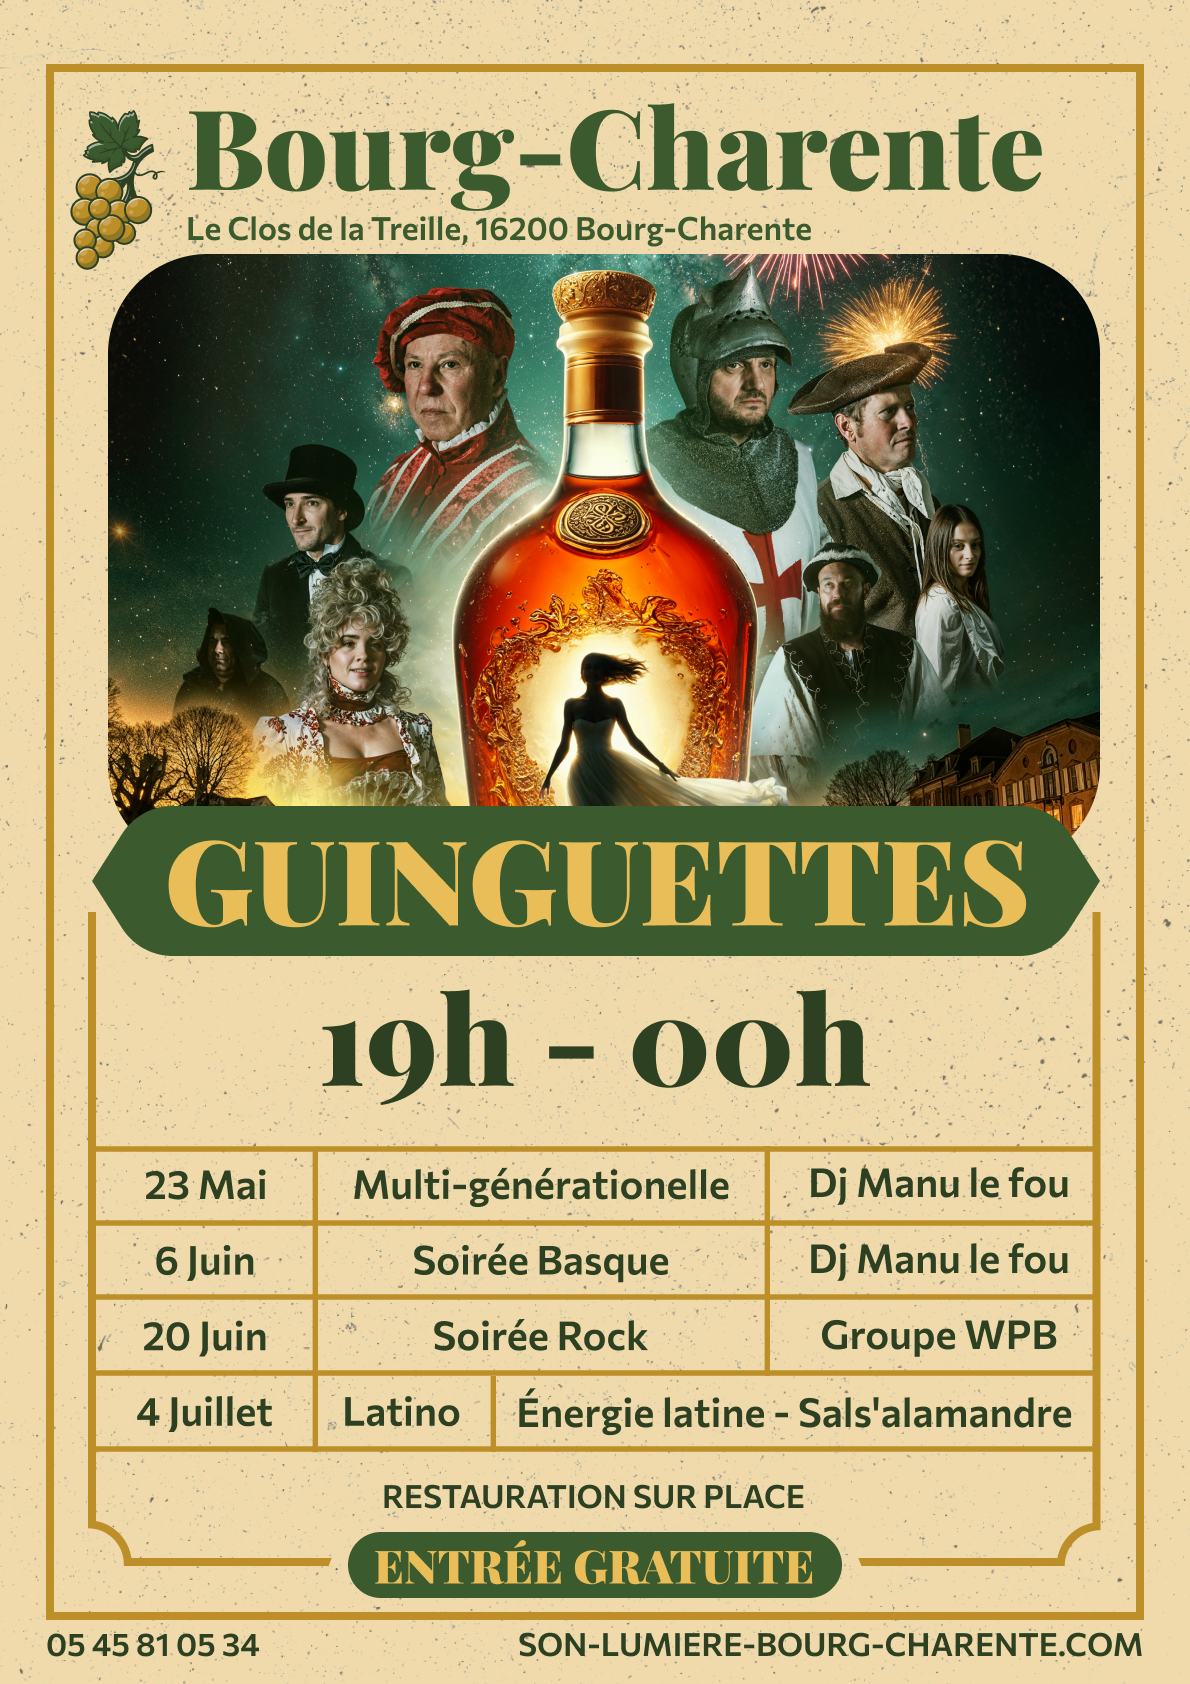 Bourg-Charente
Le Clos de la Treille, 16200 Bourg-Charente
GUINGUETTES
19h - 00h
23 Mai Multi-générationelle Dj Manu le fou
6 Juin Soirée Basque Dj Manu le fou
20 Juin Soirée Rock Groupe WPB
4 Juillet Latino Énergie latine - Sals'alamandre
RESTAURATION SUR PLACE
ENTRÉE GRATUITE
05 45 81 05 34 SON-LUMIERE-BOURG-CHARENTE.COM